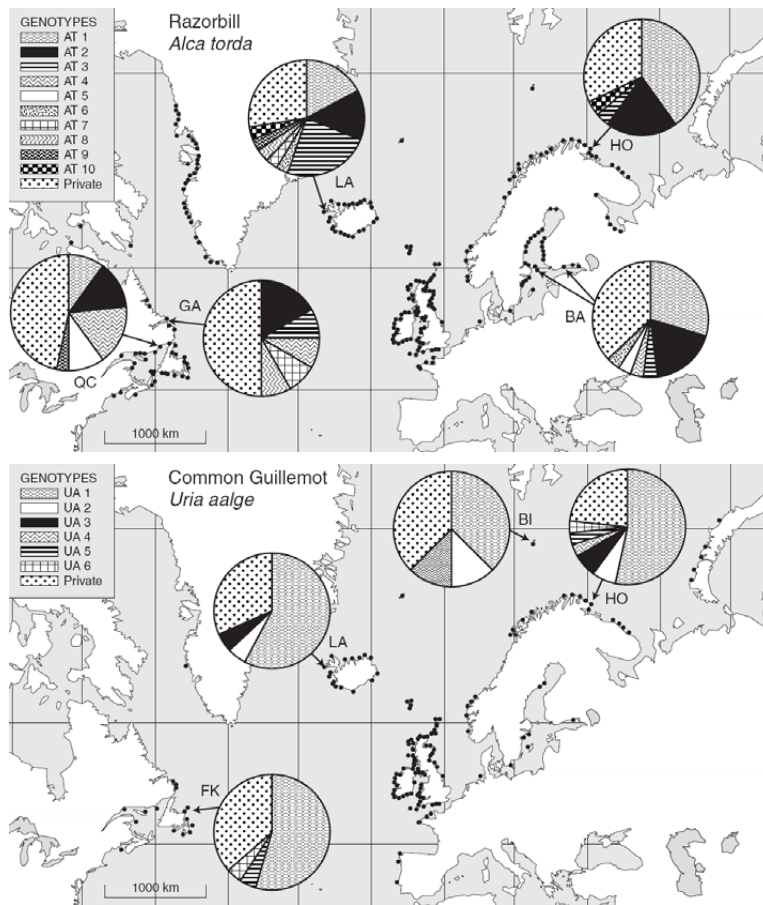 GENOTYPES
AT 1
AT 2
AT 3
AT 4
AT 5
AT 6
AT 7
AT 8
AT 9
AT 10
Private
Razorbill
Alca torda
HO
LA
GA
BA
QC
1000 km
GENOTYPES
UA 1
UA 2
UA 3
UA 4
UA 5
UA 6
Private
Common Guillemot
Uria aalge
BI
HO
LA
FK
1000 km